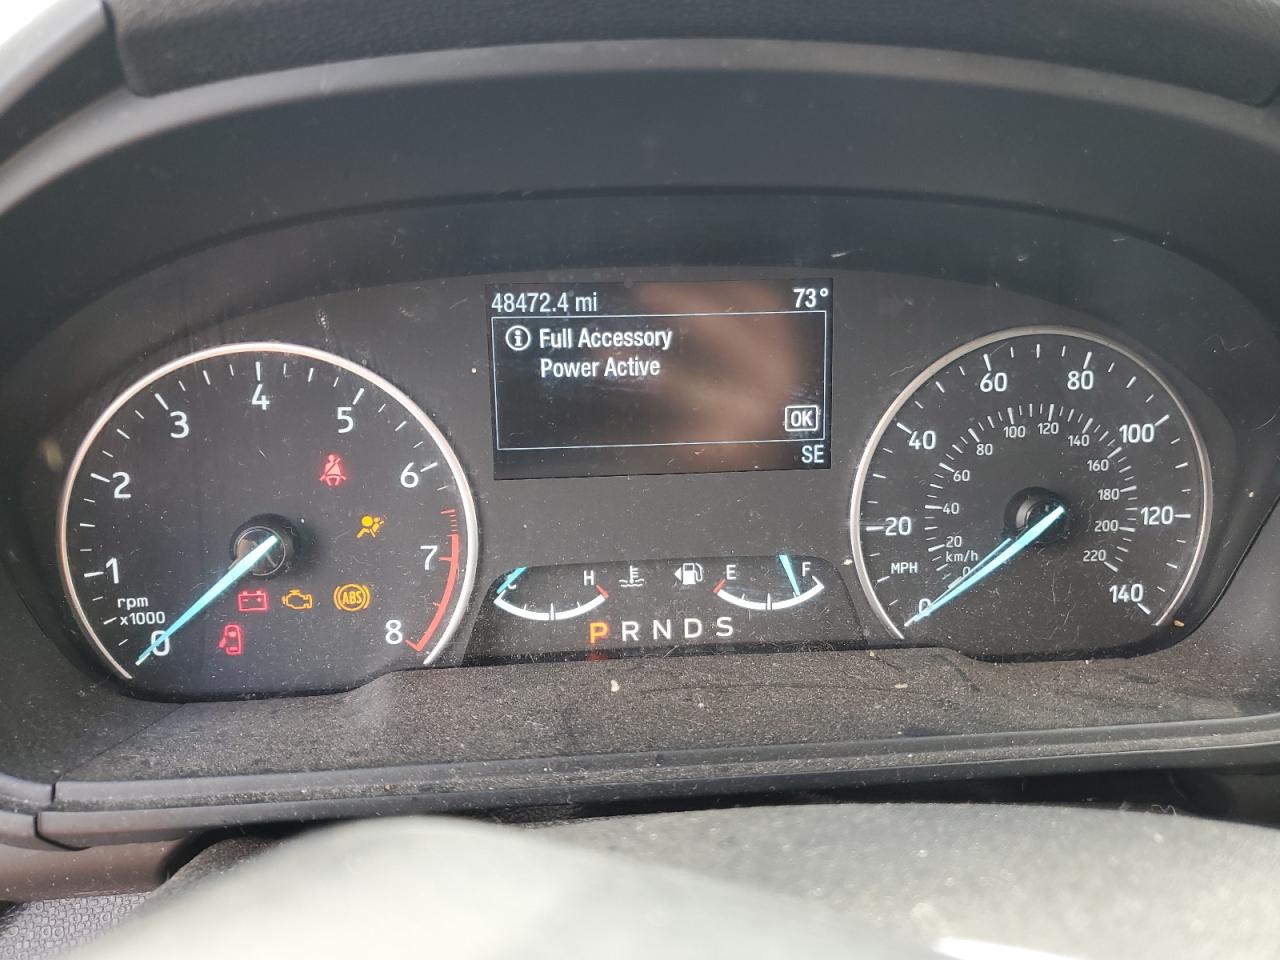 48472.4 mi 73°
Full Accessory
Power Active
OK
SE
0 1 2 3 4 5 6 7 8
rpm
x1000
ABS
C H
E F
P R N D S
0 20 40 60 80 100 120 140
MPH
km/h
0 20 40 60 80 100 120 140 160 180 200 220